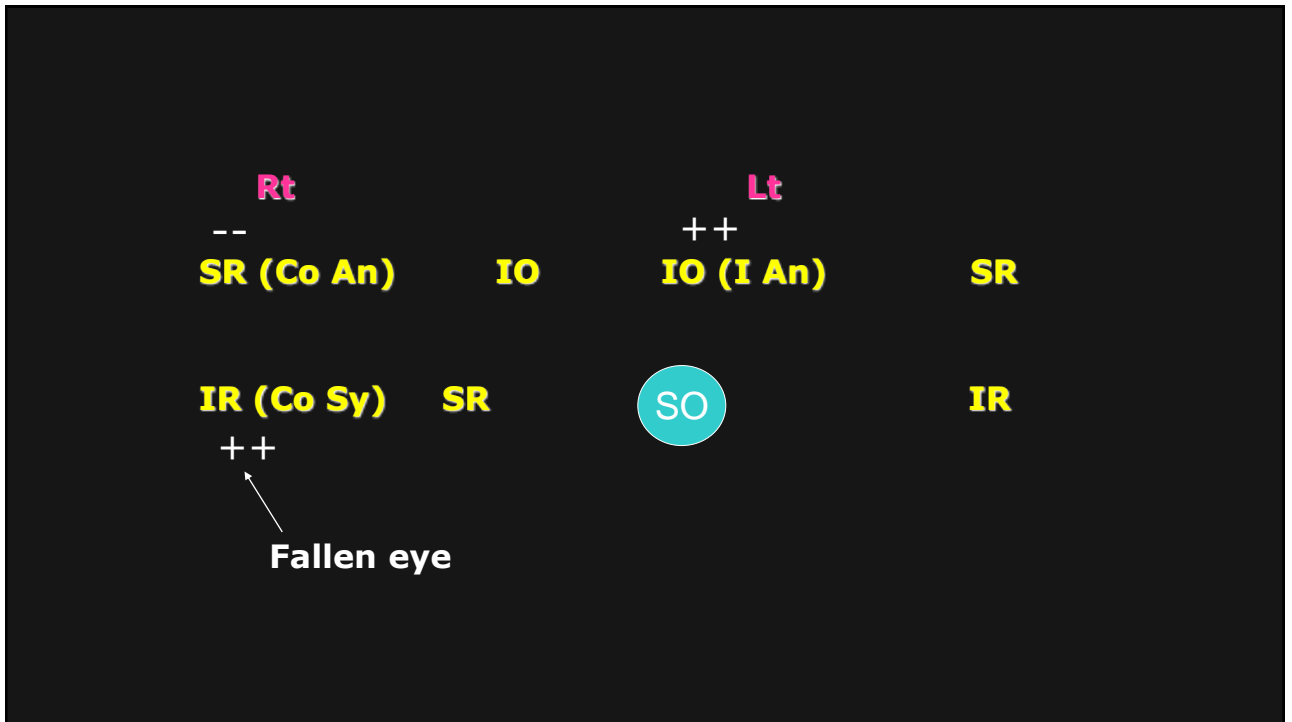 Rt Lt
-- ++
SR (Co An) IO IO (I An) SR
IR (Co Sy) SR SO IR
++
Fallen eye